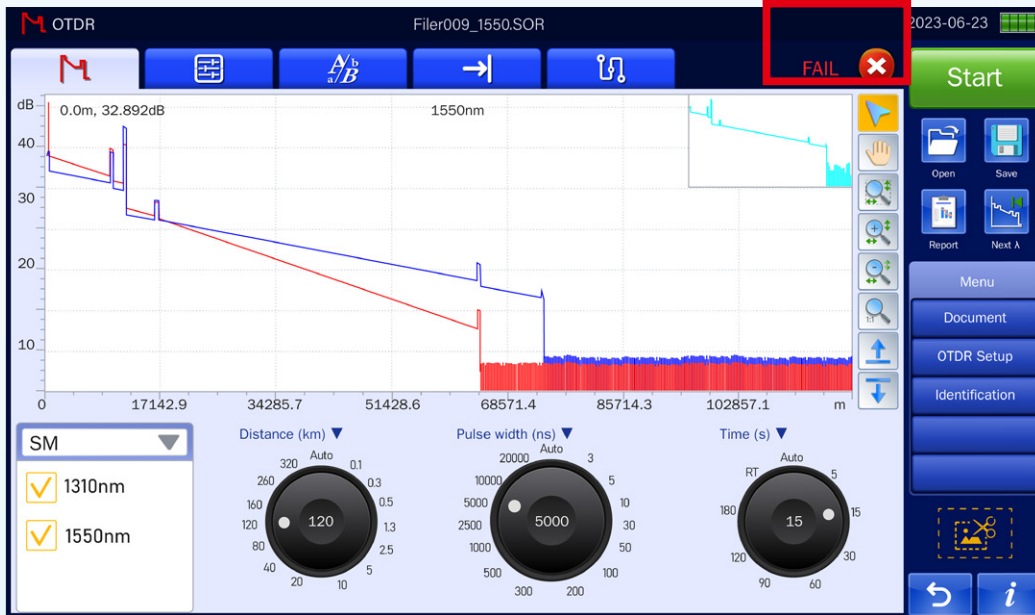 OTDR
Filer009_1550.SOR
2023-06-23
A/B
a/b
FAIL
Start
dB
0.0m, 32.892dB
1550nm
40
30
20
10
0
17142.9
34285.7
51428.6
68571.4
85714.3
102857.1
m
1:1
Open
Save
Report
Next λ
Menu
Document
OTDR Setup
Identification
SM
1310nm
1550nm
Distance (km) ▼
Auto
0.1
0.3
0.5
1.3
2.5
5
10
20
40
80
120
160
260
320
120
Pulse width (ns) ▼
Auto
3
5
10
30
50
100
200
300
500
1000
2500
5000
10000
20000
5000
Time (s) ▼
Auto
5
15
30
60
90
120
180
RT
15
i